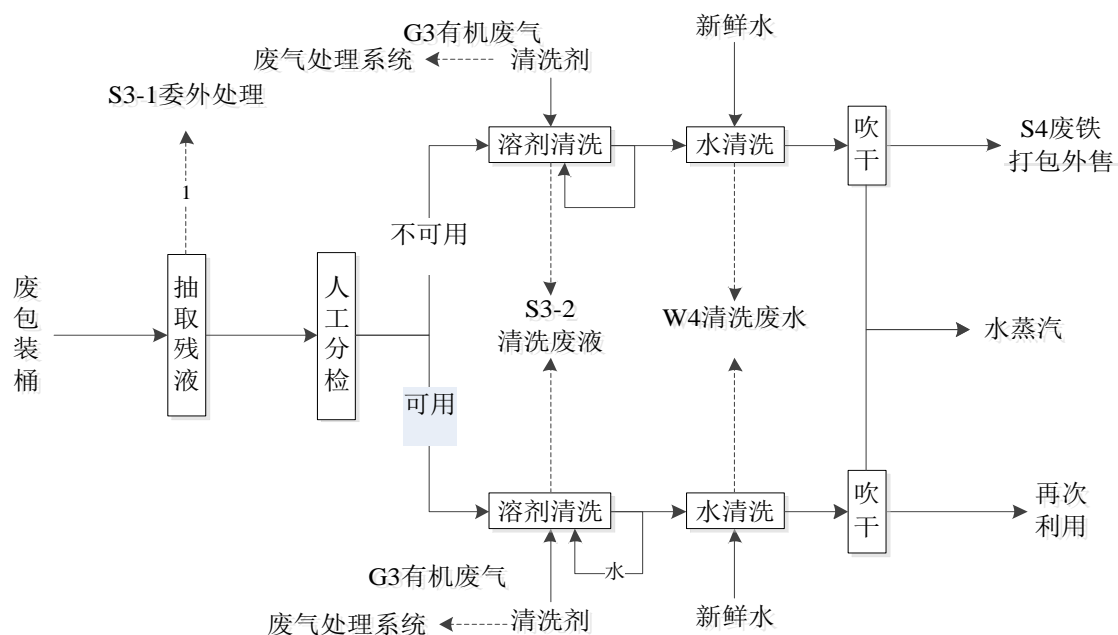 G3有机废气
新鲜水
废气处理系统
清洗剂
S3-1委外处理
溶剂清洗
水清洗
吹干
S4废铁
打包外售
1
不可用
废包装桶
抽取残液
人工分检
S3-2
清洗废液
W4清洗废水
水蒸汽
可用
溶剂清洗
水清洗
吹干
再次
利用
水
G3有机废气
废气处理系统
清洗剂
新鲜水